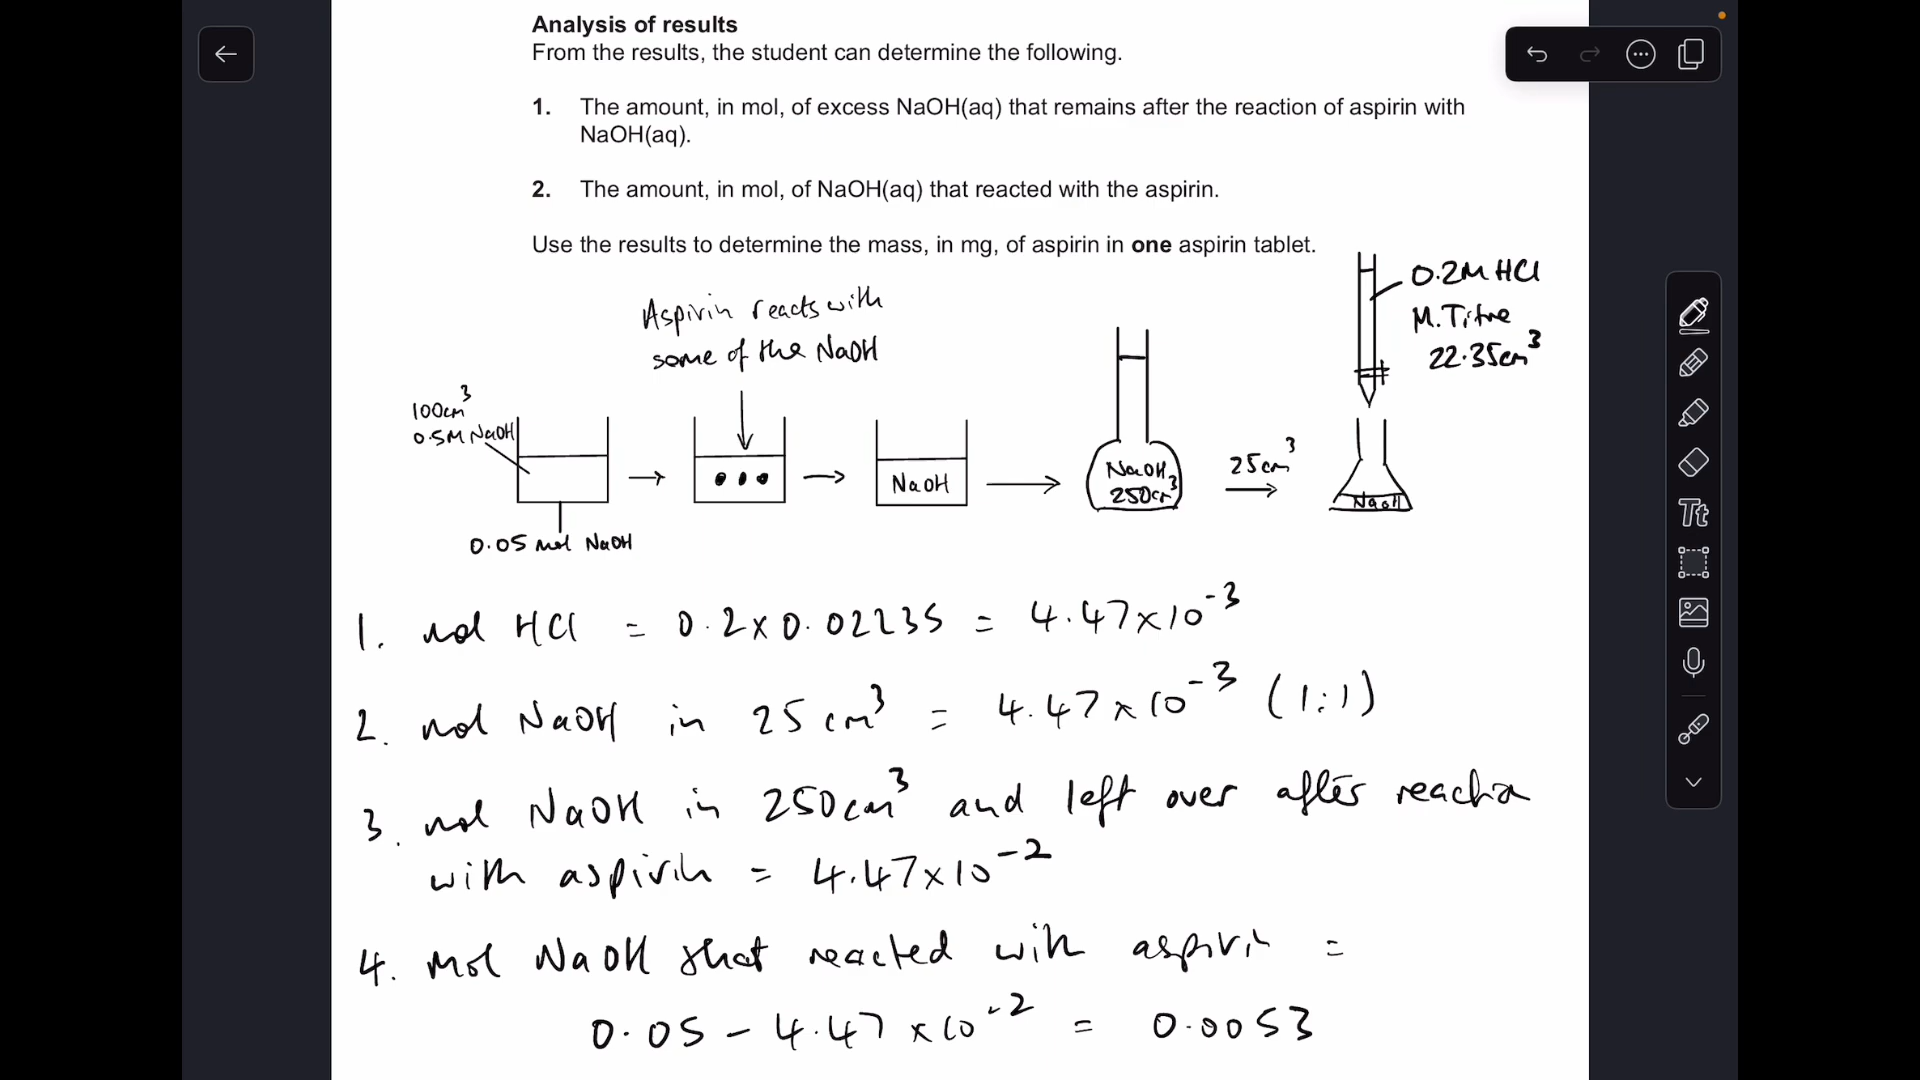 Analysis of results
From the results, the student can determine the following.
1. The amount, in mol, of excess NaOH(aq) that remains after the reaction of aspirin with
NaOH(aq).
2. The amount, in mol, of NaOH(aq) that reacted with the aspirin.
Use the results to determine the mass, in mg, of aspirin in one aspirin tablet.
Aspirin reacts with
some of the NaOH
0.2M HCl
M.Titre
22.35cm³
100cm³
0.5M NaOH
NaOH
NaOH
250cm³
25cm³
NaOH
0.05 mol NaOH
1. mol HCl = 0.2 x 0.02235 = 4.47x10⁻³
2. mol NaOH in 25cm³ = 4.47x10⁻³ (1:1)
3. mol NaOH in 250cm³ and left over after reaction
with aspirin = 4.47x10⁻²
4. mol NaOH that reacted with aspirin =
0.05 - 4.47x10⁻² = 0.0053
Tt